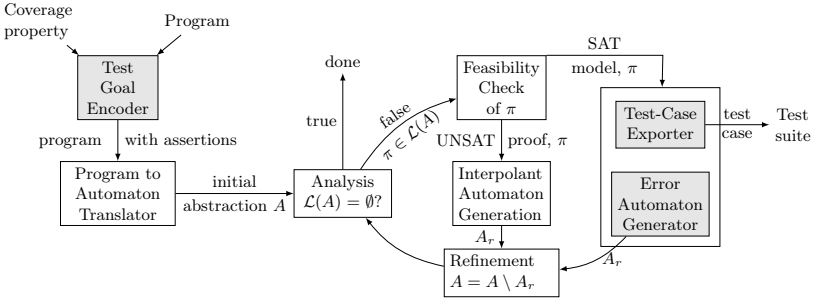 Coverage
property
Program
Test
Goal
Encoder
program
with assertions
Program to
Automaton
Translator
initial
abstraction A
done
true
Analysis
ℒ(A) = ∅?
false
π ∈ ℒ(A)
Feasibility
Check
of π
SAT
model, π
UNSAT
proof, π
Interpolant
Automaton
Generation
A_r
Refinement
A = A \ A_r
Test-Case
Exporter
test
case
Test
suite
Error
Automaton
Generator
A_r